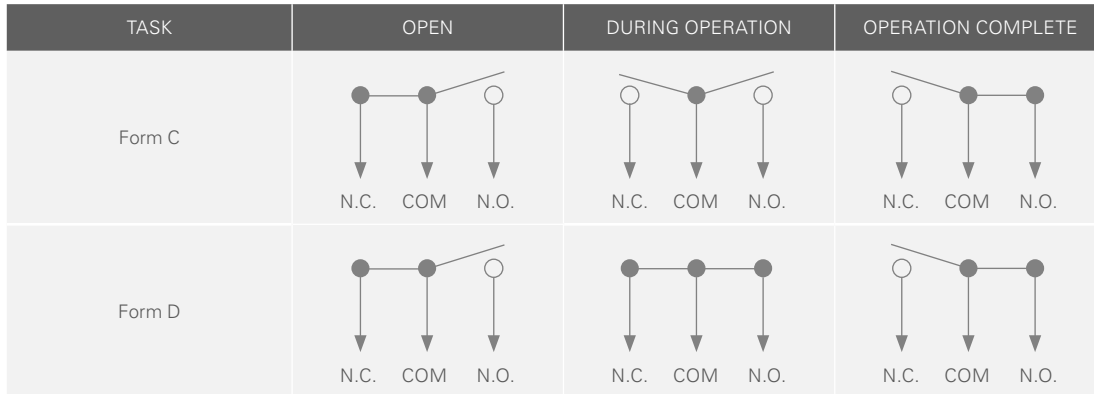 TASK OPEN DURING OPERATION OPERATION COMPLETE
Form C
N.C. COM N.O. N.C. COM N.O. N.C. COM N.O.
Form D
N.C. COM N.O. N.C. COM N.O. N.C. COM N.O.